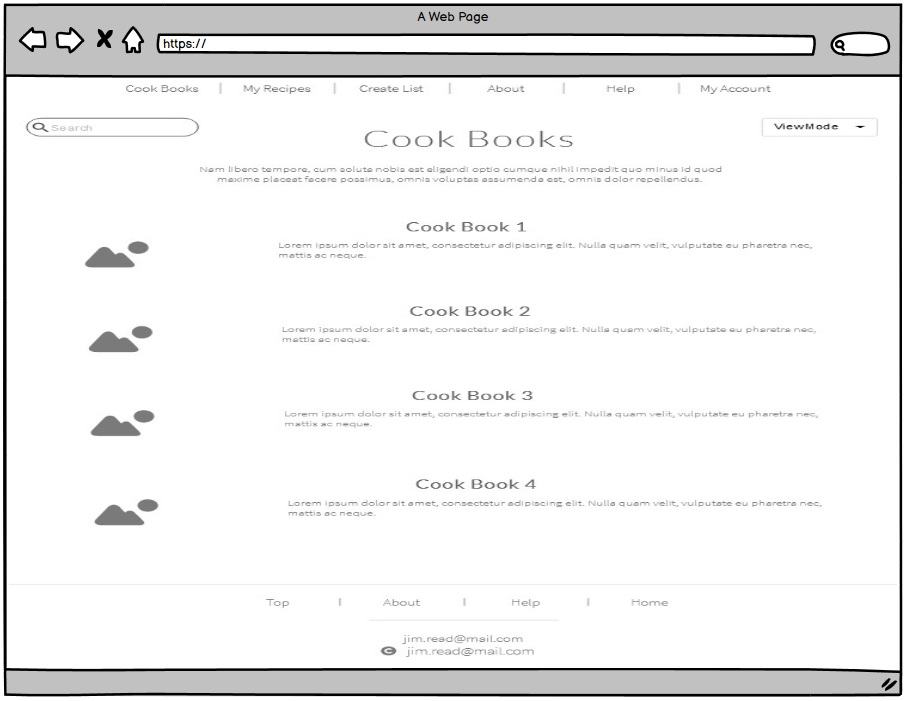 A Web Page
https://
Cook Books | My Recipes | Create List | About | Help | My Account
Search
Cook Books
ViewMode
Nam libero tempore, cum soluta nobis est eligendi optio cumque nihil impedit quo minus id quod
maxime placeat facere possimus, omnis voluptas assumenda est, omnis dolor repellendus.
Cook Book 1
Lorem ipsum dolor sit amet, consectetur adipiscing elit. Nulla quam velit, vulputate eu pharetra nec,
mattis ac neque.
Cook Book 2
Lorem ipsum dolor sit amet, consectetur adipiscing elit. Nulla quam velit, vulputate eu pharetra nec,
mattis ac neque.
Cook Book 3
Lorem ipsum dolor sit amet, consectetur adipiscing elit. Nulla quam velit, vulputate eu pharetra nec,
mattis ac neque.
Cook Book 4
Lorem ipsum dolor sit amet, consectetur adipiscing elit. Nulla quam velit, vulputate eu pharetra nec,
mattis ac neque.
Top | About | Help | Home
jim.read@mail.com
© jim.read@mail.com